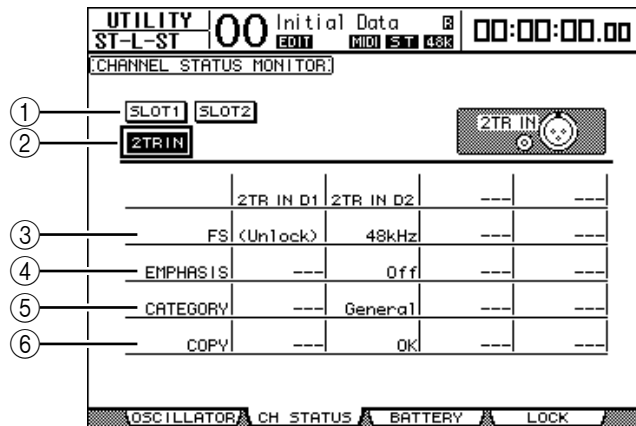 UTILITY 00 Initial Data R 00:00:00.00
ST-L-ST EDIT MIDI ST 48k
CHANNEL STATUS MONITOR
① SLOT1 SLOT2 2TR IN
② 2TR IN
2TR IN D1 2TR IN D2 --- ---
③ FS (Unlock) 48kHz --- ---
④ EMPHASIS --- Off --- ---
⑤ CATEGORY --- General --- ---
⑥ COPY --- OK --- ---
OSCILLATOR CH STATUS BATTERY LOCK